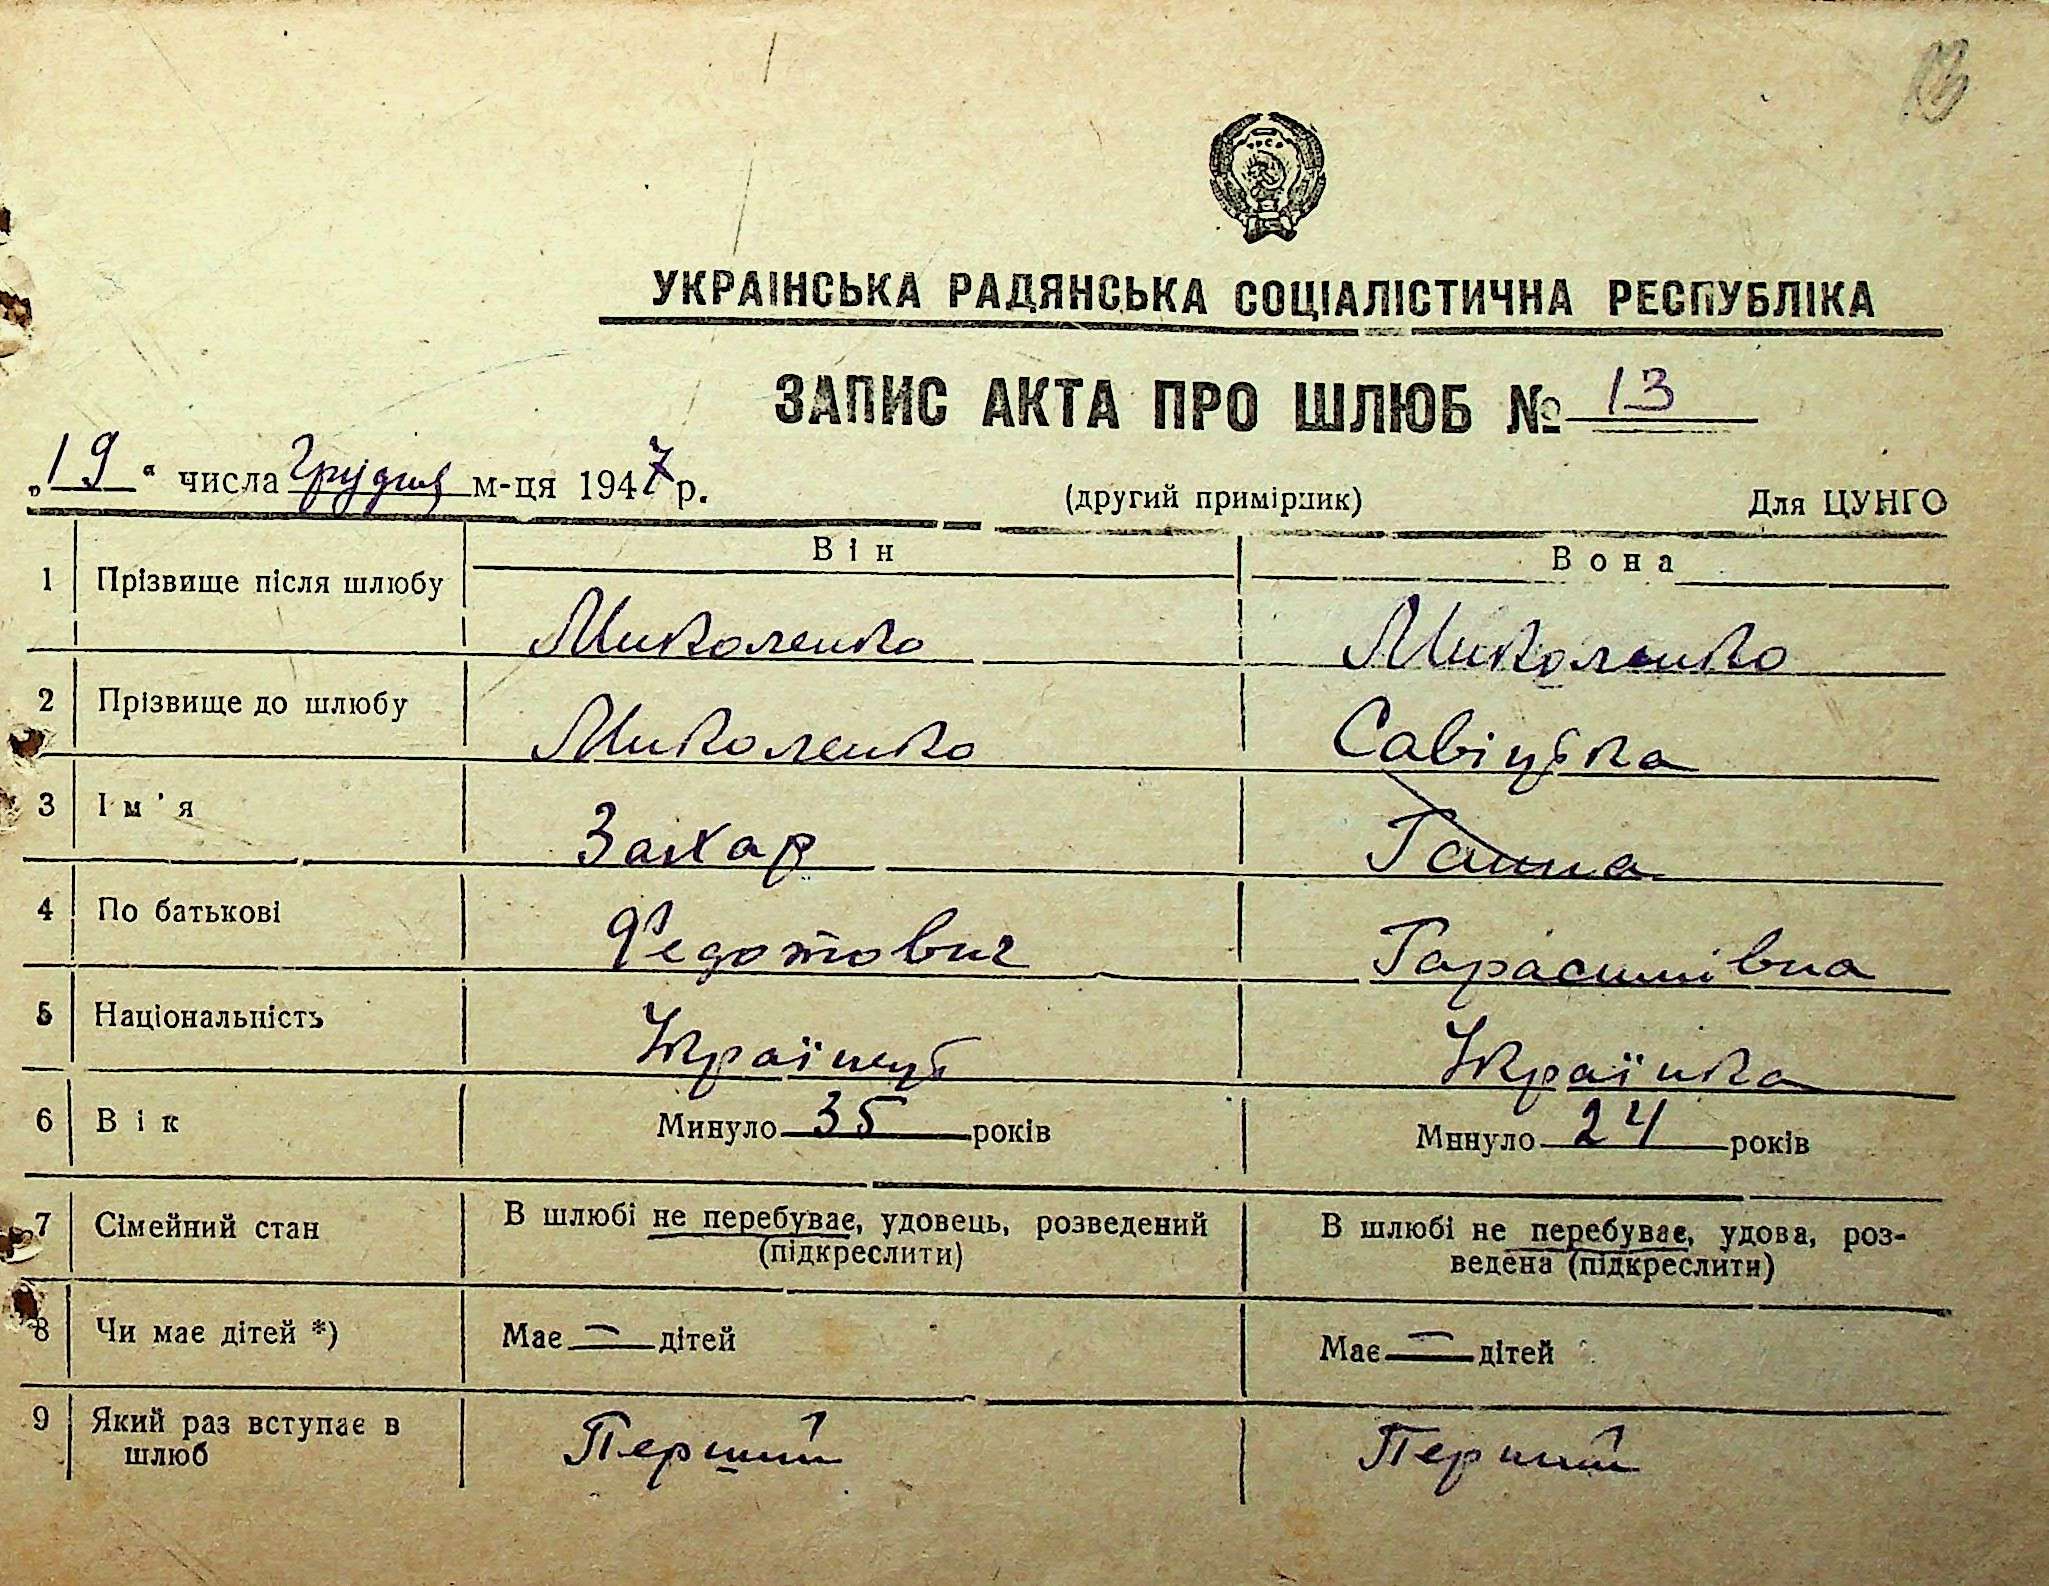 13
УКРАЇНСЬКА РАДЯНСЬКА СОЦІАЛІСТИЧНА РЕСПУБЛІКА
ЗАПИС АКТА ПРО ШЛЮБ № 13
„19“ числа Грудня м-ця 1947 р. (другий примірник) Для ЦУНГО
Він Вона
1 Прізвище після шлюбу Миколенко Миколенко
2 Прізвище до шлюбу Миколенко Савіцька
3 Ім'я Захар Ганна
4 По батькові Федотович Гарасимівна
5 Національність Українець Українка
6 Вік Минуло 35 років Минуло 24 років
7 Сімейний стан В шлюбі не перебуває, удовець, розведений (підкреслити) В шлюбі не перебуває, удова, роз-
ведена (підкреслити)
8 Чи має дітей *) Має — дітей Має — дітей
9 Який раз вступає в шлюб Перший Перший